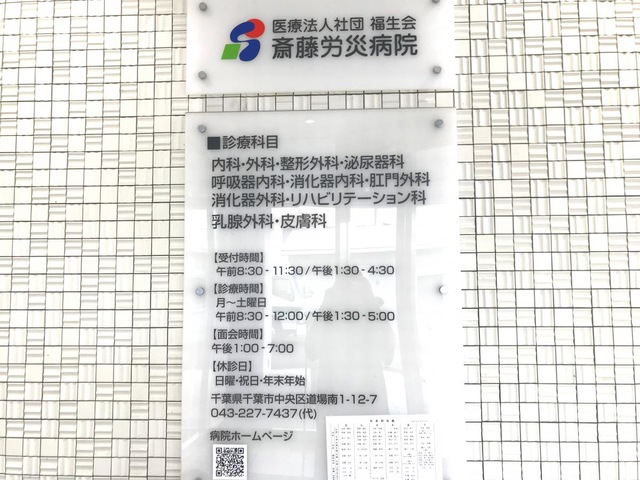 医療法人社団 福生会
斎藤労災病院
■診療科目
内科・外科・整形外科・泌尿器科
呼吸器内科・消化器内科・肛門外科
消化器外科・リハビリテーション科
乳腺外科・皮膚科
【受付時間】
午前8:30-11:30/午後1:30-4:30
【診療時間】
月～土曜日
午前8:30-12:00/午後1:30-5:00
【面会時間】
午後1:00-7:00
【休診日】
日曜・祝日・年末年始
千葉県千葉市中央区道場南1-12-7
043-227-7437(代)
病院ホームページ